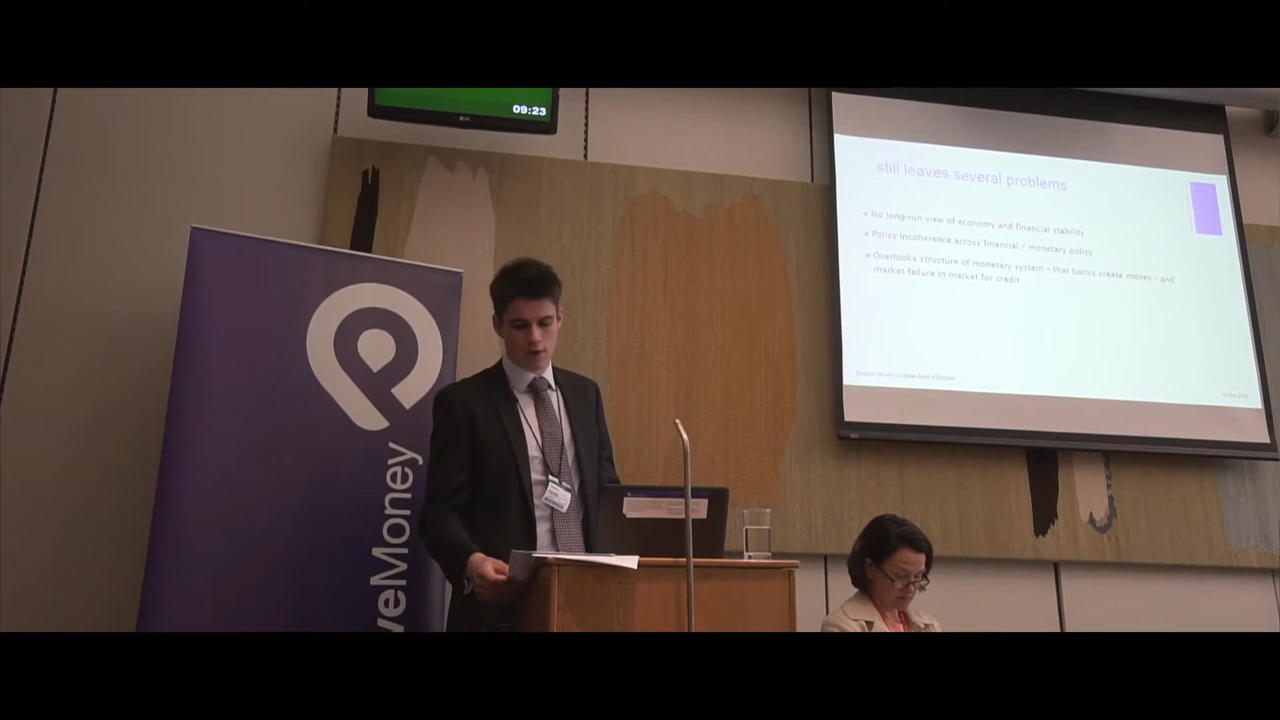 09:23
LG
...still leaves several problems
No long-run view of economy and financial stability
Policy incoherence across financial / monetary policy
Overlooks structure of monetary system – that banks create money – and
market failure in market for credit
veMoney